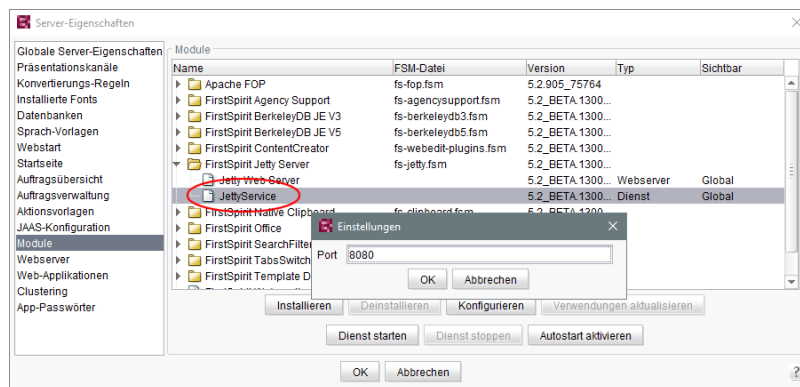 Server-Eigenschaften
Globale Server-Eigenschaften
Präsentationskanäle
Konvertierungs-Regeln
Installierte Fonts
Datenbanken
Sprach-Vorlagen
Webstart
Startseite
Auftragsübersicht
Auftragsverwaltung
Aktionsvorlagen
JAAS-Konfiguration
Module
Webserver
Web-Applikationen
Clustering
App-Passwörter
Module
Name FSM-Datei Version Typ Sichtbar
Apache FOP fs-fop.fsm 5.2.905_75764
FirstSpirit Agency Support fs-agencysupport.fsm 5.2_BETA.1300...
FirstSpirit BerkeleyDB JE V3 fs-berkeleydb3.fsm 5.2_BETA.1300...
FirstSpirit BerkeleyDB JE V5 fs-berkeleydb5.fsm 5.2_BETA.1300...
FirstSpirit ContentCreator fs-webedit-plugins.fsm 5.2_BETA.1300...
FirstSpirit Jetty Server fs-jetty.fsm 5.2_BETA.1300...
Jetty Web Server 5.2_BETA.1300... Webserver Global
JettyService 5.2_BETA.1300... Dienst Global
FirstSpirit Native Clipboard fs-clipboard.fsm 5.2_BETA.1300...
FirstSpirit Office
FirstSpirit SearchFilte
FirstSpirit TabsSwitch
FirstSpirit Template D
Einstellungen
Port 8080
OK Abbrechen
Installieren Deinstallieren Konfigurieren Verwendungen aktualisieren
Dienst starten Dienst stoppen Autostart aktivieren
OK Abbrechen
?